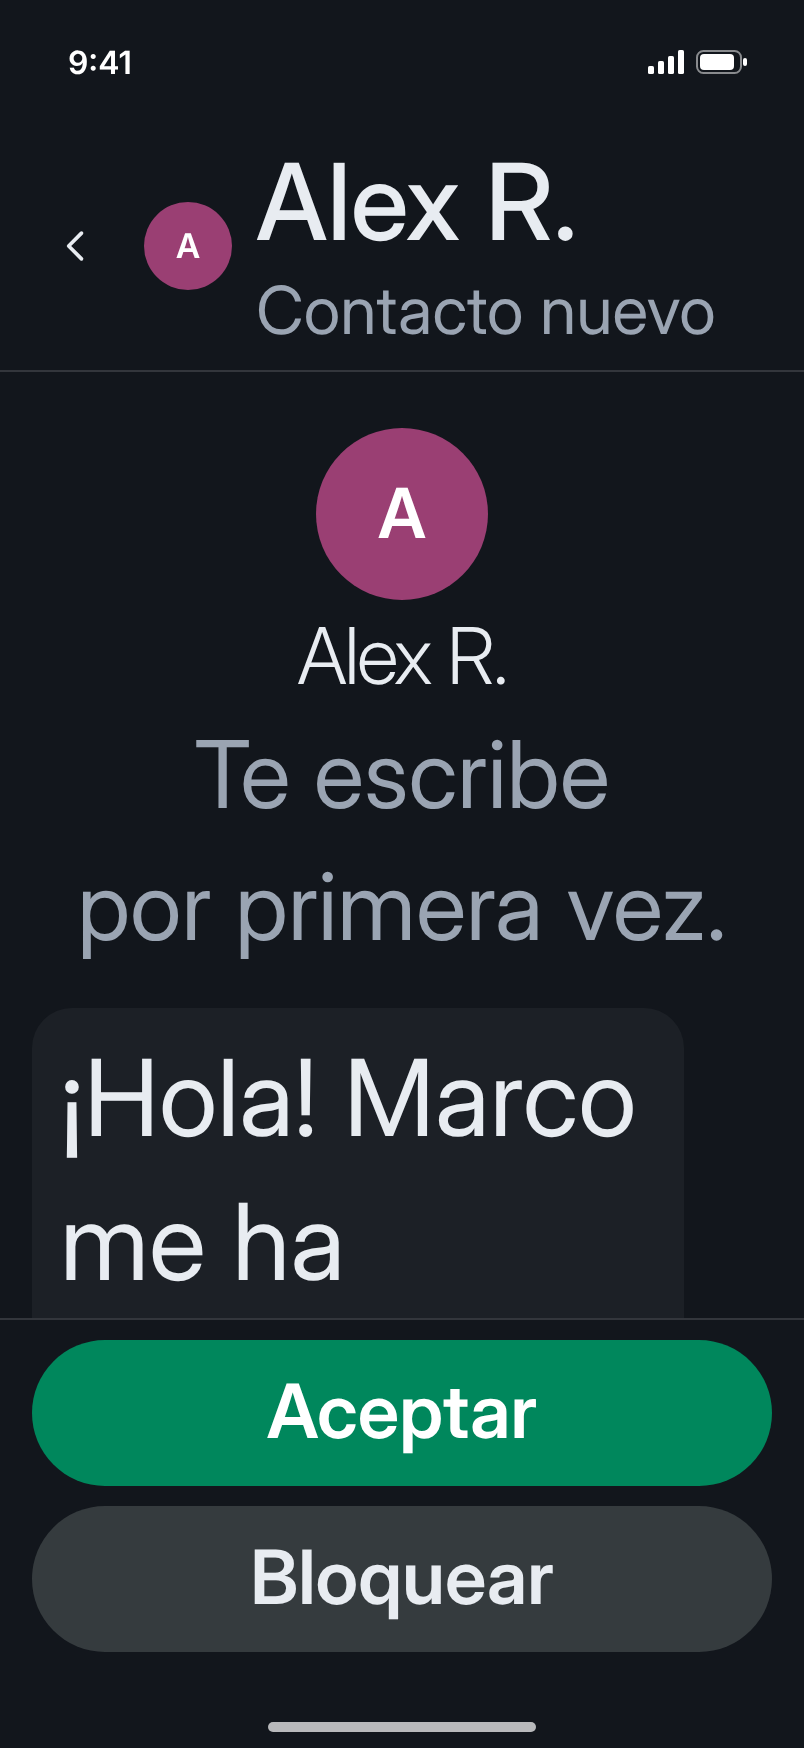 9:41
A
Alex R.
Contacto nuevo
A
Alex R.
Te escribe
por primera vez.
¡Hola! Marco
me ha
Aceptar
Bloquear